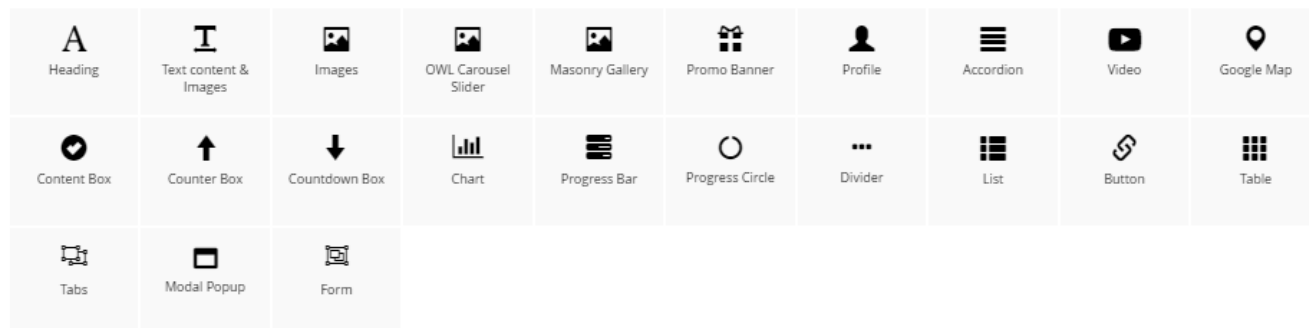 Heading
Text content &
Images
Images
OWL Carousel
Slider
Masonry Gallery
Promo Banner
Profile
Accordion
Video
Google Map
Content Box
Counter Box
Countdown Box
Chart
Progress Bar
Progress Circle
Divider
List
Button
Table
Tabs
Modal Popup
Form